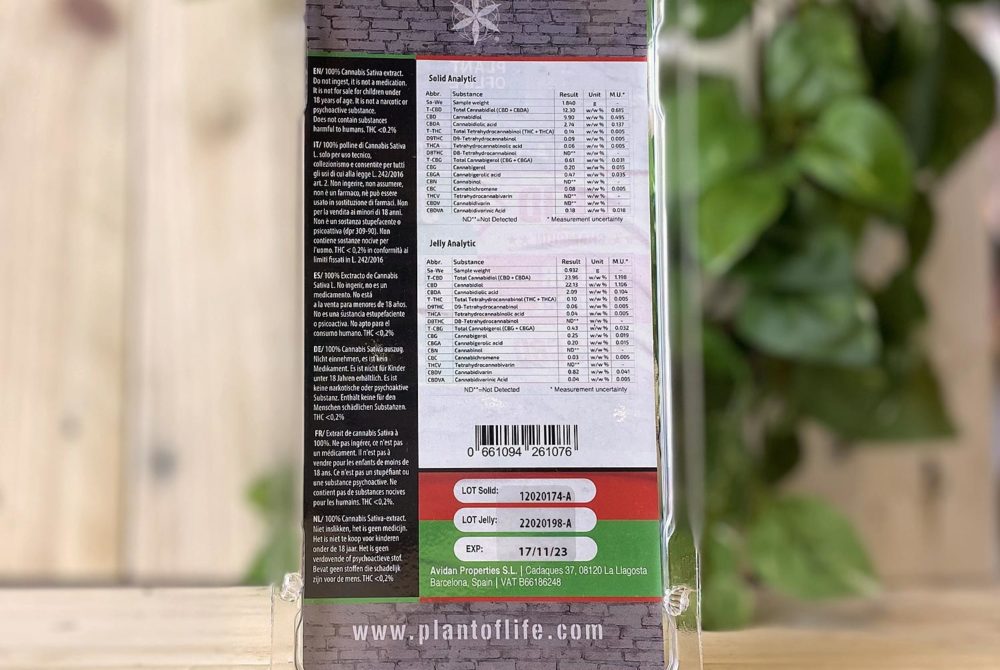 EN/ 100% Cannabis Sativa extract.
Do not ingest, it is not a medication.
It is not for sale for children under
18 years of age. It is not a narcotic or
psychoactive substance.
Does not contain substances
harmful to humans. THC <0.2%
IT/ 100% polline di Cannabis Sativa
L. solo per uso tecnico,
collezionismo e consentite per tutti
gli usi di cui alla legge L. 242/2016
art. 2. Non ingerire, non assumere,
non è un farmaco, né può essere
usato in sostituzione di farmaci. Non
per la vendita ai minori di 18 anni.
Non è un sostanza stupefacente o
psicoattiva (dpr 309-90). Non
contiene sostanze nocive per
l'uomo. THC < 0,2% in conformità ai
limiti fissati in L. 242/2016
ES/ 100% Exctracto de Cannabis
Sativa L. No ingerir, no es un
medicamento. No está
a la venta para menores de 18 años.
No es una sustancia estupefaciente
o psicoactiva. No apto para el
consumo humano. THC <0,2%
DE/ 100% Cannabis Sativa auszug.
Nicht einnehmen, es ist kein
Medikament. Es ist nicht für Kinder
unter 18 Jahren erhältlich. Es ist
keine narkotische oder psychoactive
Substanz. Enthält keine für den
Menschen schädlichen Substanzen.
THC <0,2%
FR/ Extrait de cannabis Sativa à
100%. Ne pas ingérer, ce n'est pas
un médicament. Il n'est pas à
vendre pour les enfants de moins de
18 ans. Ce n'est pas un stupéfiant ou
une substance psychoactive. Ne
contient pas de substances nocives
pour les humains. THC <0,2%.
NL/ 100% Cannabis Sativa-extract.
Niet inslikken, het is geen medicijn.
Het is niet te koop voor kinderen
onder de 18 jaar. Het is geen
verdovende of psychoactieve stof.
Bevat geen stoffen die schadelijk
zijn voor de mens. THC <0,2%
Solid Analytic
Abbr. Substance Result Unit M.U.*
Sa-We Sample weight 1.840 g
T-CBD Total Cannabidiol (CBD + CBDA) 12.30 w/w % 0.615
CBD Cannabidiol 9.90 w/w % 0.495
CBDA Cannabidiolic acid 2.74 w/w % 0.137
T-THC Total Tetrahydrocannabinol (THC + THCA) 0.14 w/w % 0.005
D9THC D9-Tetrahydrocannabinol 0.09 w/w % 0.005
THCA Tetrahydrocannabinolic acid 0.06 w/w % 0.005
D8THC D8-Tetrahydrocannabinol ND** w/w % -
T-CBG Total Cannabigerol (CBG + CBGA) 0.61 w/w % 0.031
CBG Cannabigerol 0.20 w/w % 0.015
CBGA Cannabigerolic acid 0.47 w/w % 0.035
CBN Cannabinol ND** w/w % -
CBC Cannabichromene 0.08 w/w % 0.005
THCV Tetrahydrocannabivarin ND** w/w % -
CBDV Cannabidivarin ND** w/w % -
CBDVA Cannabidivarinic Acid 0.18 w/w % 0.018
ND**=Not Detected * Measurement uncertainty
Jelly Analytic
Abbr. Substance Result Unit M.U.*
Sa-We Sample weight 0.932 g
T-CBD Total Cannabidiol (CBD + CBDA) 23.96 w/w % 1.198
CBD Cannabidiol 22.13 w/w % 1.106
CBDA Cannabidiolic acid 2.09 w/w % 0.104
T-THC Total Tetrahydrocannabinol (THC + THCA) 0.10 w/w % 0.005
D9THC D9-Tetrahydrocannabinol 0.06 w/w % 0.005
THCA Tetrahydrocannabinolic acid 0.04 w/w % 0.005
D8THC D8-Tetrahydrocannabinol ND** w/w % -
T-CBG Total Cannabigerol (CBG + CBGA) 0.43 w/w % 0.032
CBG Cannabigerol 0.25 w/w % 0.019
CBGA Cannabigerolic acid 0.20 w/w % 0.015
CBN Cannabinol ND** w/w % -
CBC Cannabichromene 0.03 w/w % 0.005
THCV Tetrahydrocannabivarin ND** w/w %
CBDV Cannabidivarin 0.82 w/w % 0.041
CBDVA Cannabidivarinic Acid 0.04 w/w % 0.005
ND**=Not Detected * Measurement uncertainty
0 661094 261076
LOT Solid: 12020174-A
LOT Jelly: 22020198-A
EXP: 17/11/23
Avidan Properties S.L. | Cadaques 37, 08120 La Llagosta
Barcelona, Spain | VAT B66186248
www.plantoflife.com